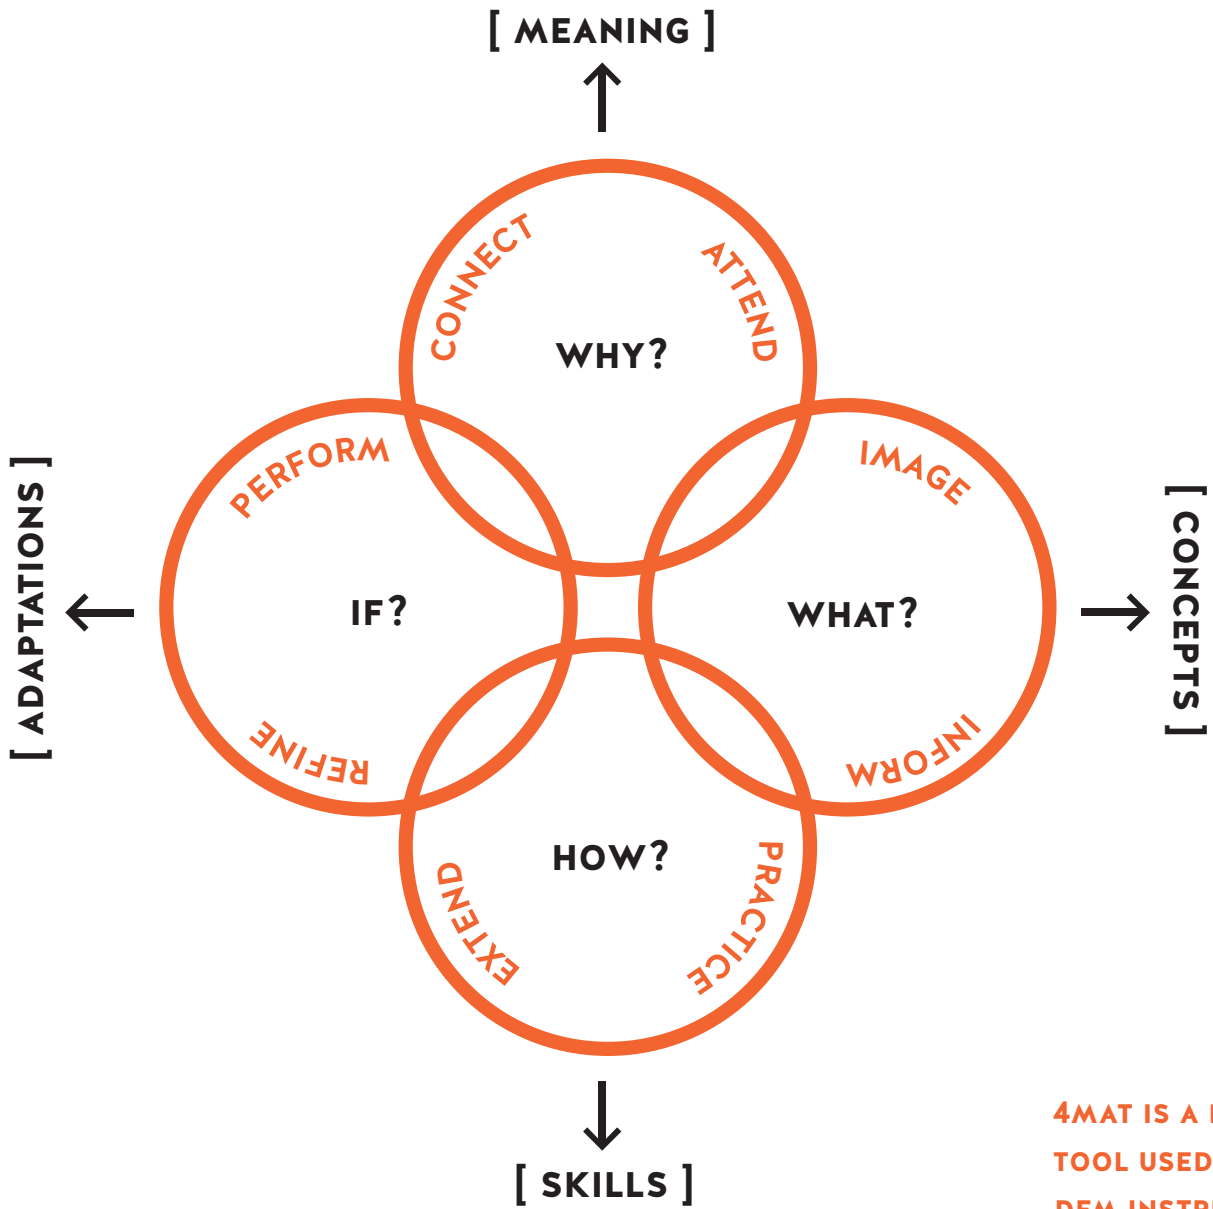 [ MEANING ]
CONNECT
ATTEND
WHY?
PERFORM
IMAGE
[ ADAPTATIONS ]
IF?
WHAT?
[ CONCEPTS ]
REFINE
INFORM
HOW?
EXTEND
PRACTICE
[ SKILLS ]
4MAT IS A
TOOL USED